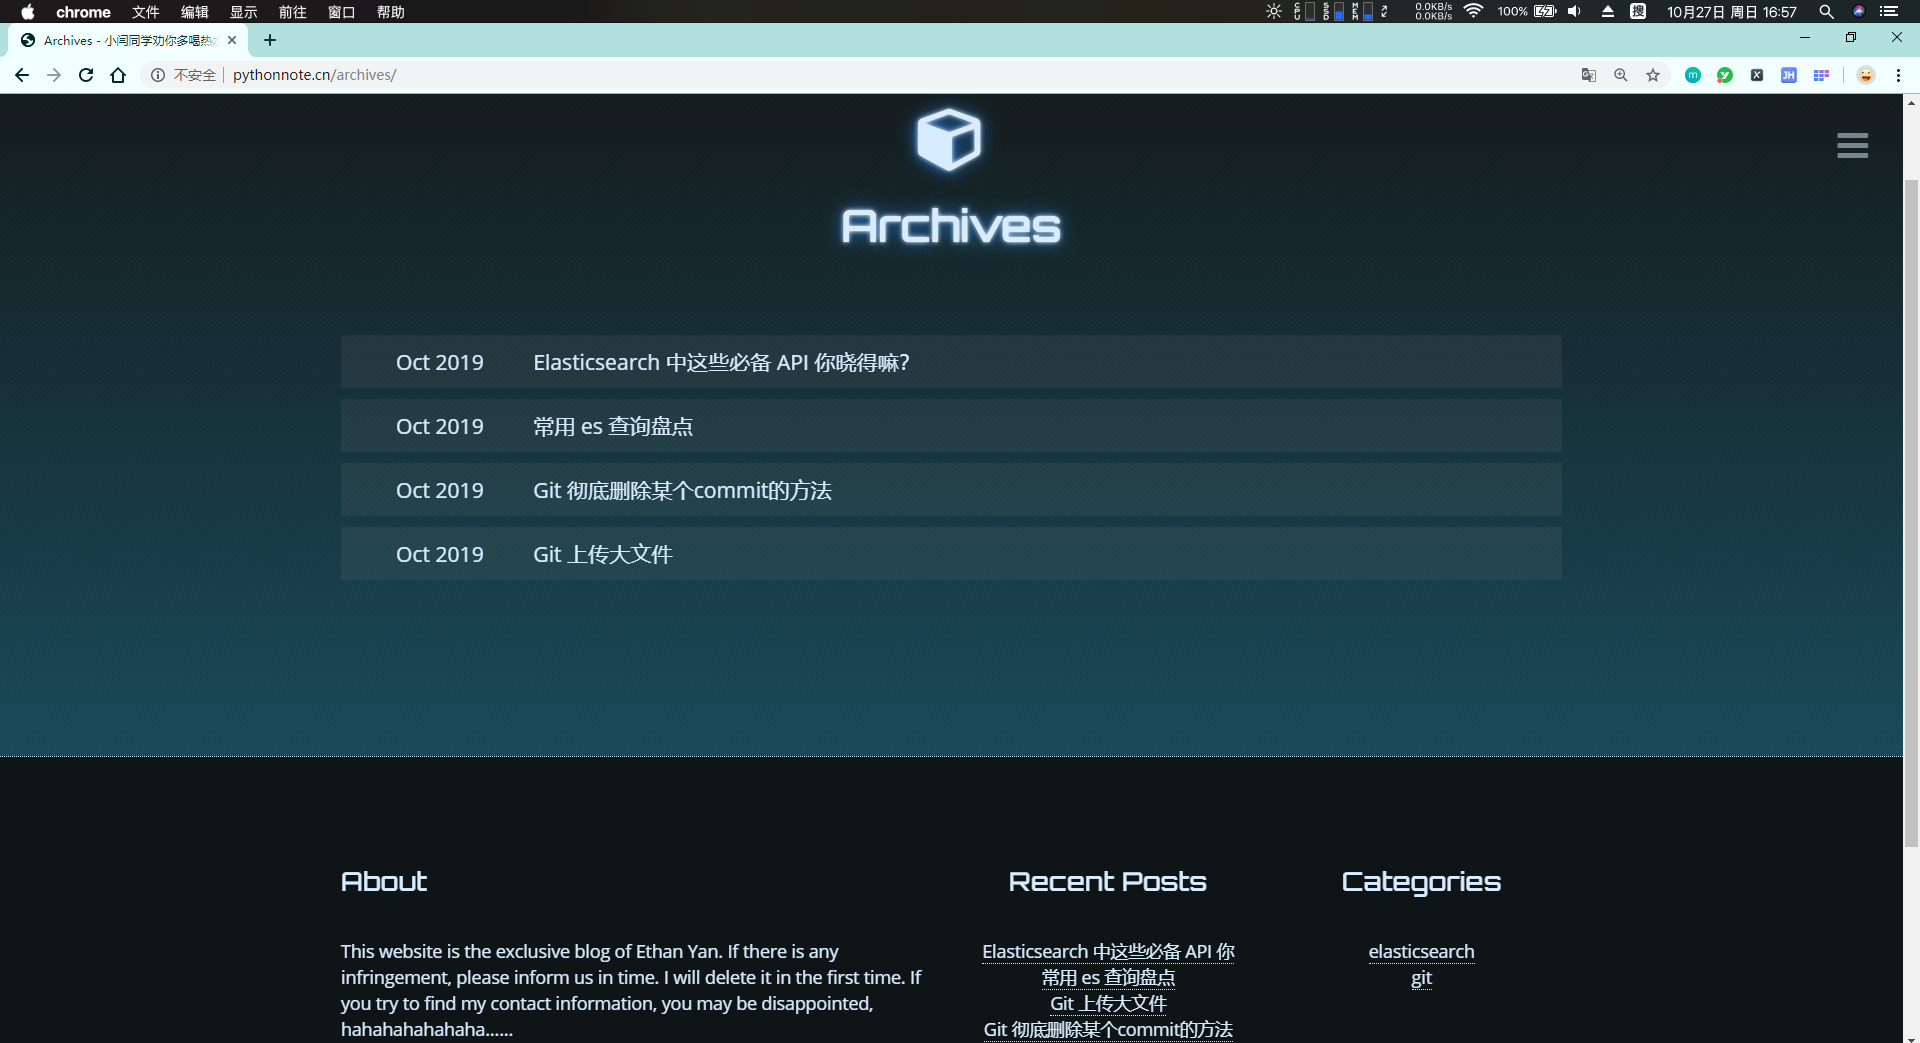 chrome 文件 编辑 显示 前往 窗口 帮助
CPU SSD MEM 0.0KB/s 0.0KB/s 100% 搜 10月27日 周日 16:57
Archives - 小闫同学劝你多喝热
不安全 pythonnote.cn/archives/
m y X JH
Archives
Oct 2019 Elasticsearch 中这些必备 API 你晓得嘛?
Oct 2019 常用 es 查询盘点
Oct 2019 Git 彻底删除某个commit的方法
Oct 2019 Git 上传大文件
About
This website is the exclusive blog of Ethan Yan. If there is any
infringement, please inform us in time. I will delete it in the first time. If
you try to find my contact information, you may be disappointed,
hahahahahahaha......
Recent Posts
Elasticsearch 中这些必备 API 你
常用 es 查询盘点
Git 上传大文件
Git 彻底删除某个commit的方法
Categories
elasticsearch
git